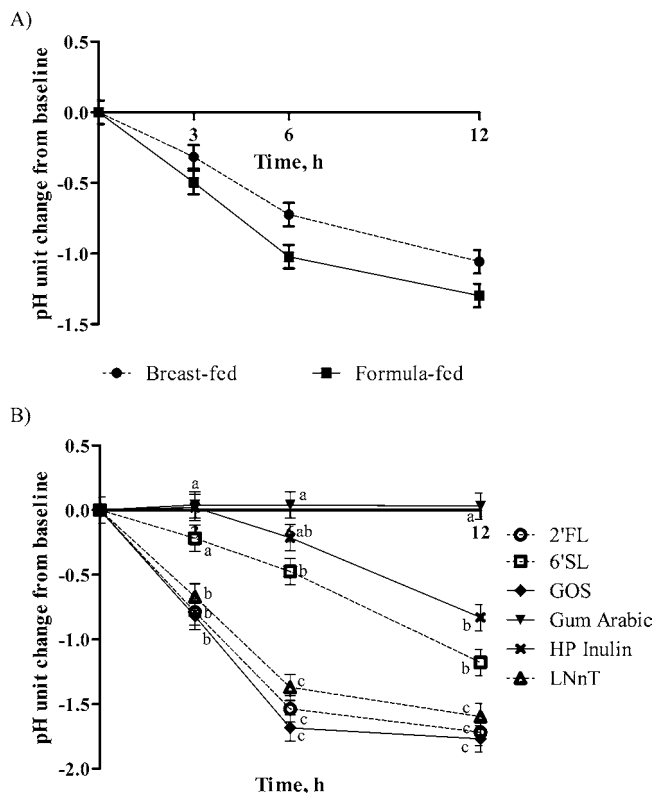 A)
0.5
0.0
-0.5
-1.0
-1.5
pH unit change from baseline
3
6
12
Time, h
Breast-fed
Formula-fed
B)
0.5
0.0
-0.5
-1.0
-1.5
-2.0
pH unit change from baseline
a
a
a
12
ab
a
b
b
b
b
b
b
c
c
c
c
c
c
Time, h
2'FL
6'SL
GOS
Gum Arabic
HP Inulin
LNnT